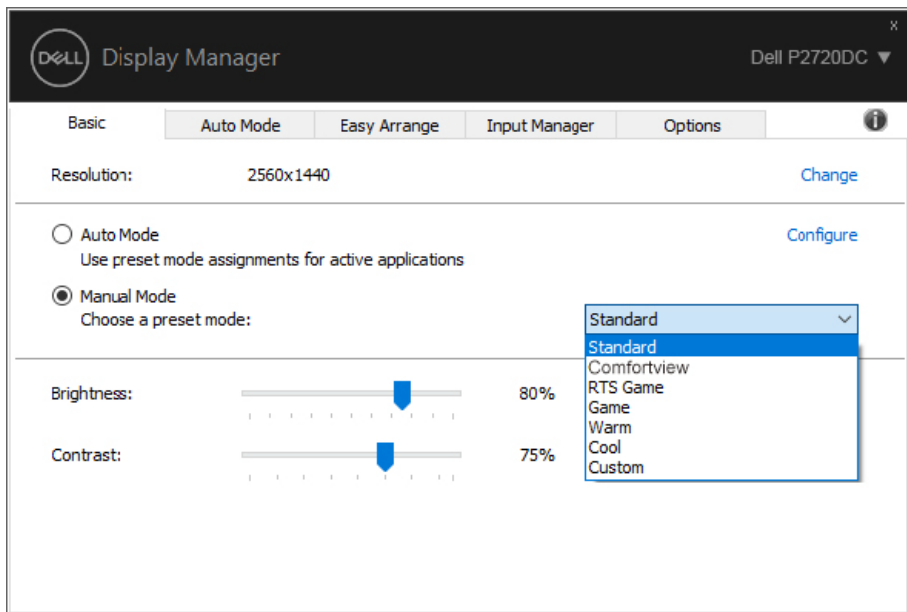 x
DELL Display Manager Dell P2720DC ▼
Basic Auto Mode Easy Arrange Input Manager Options i
Resolution: 2560x1440 Change
Auto Mode Configure
Use preset mode assignments for active applications
Manual Mode
Choose a preset mode: Standard
Standard
Comfortview
RTS Game
Game
Warm
Cool
Custom
Brightness: 80%
Contrast: 75%